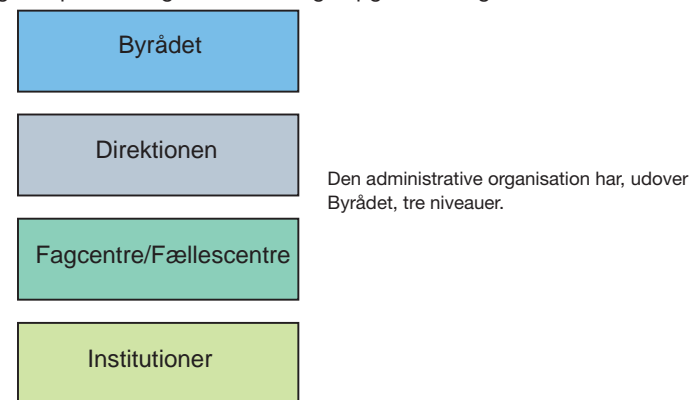 Byrådet
Direktionen
Den administrative organisation har, udover
Byrådet, tre niveauer.
Fagcentre/Fællescentre
Institutioner